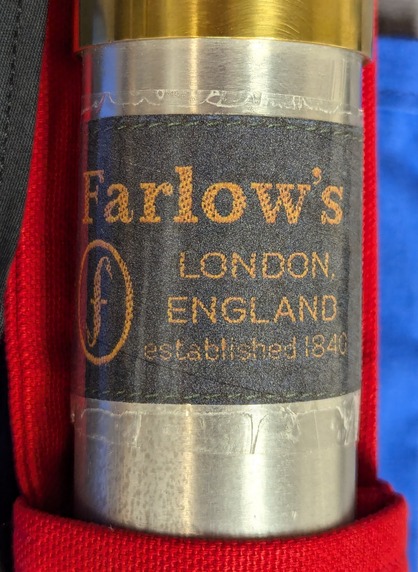 Farlow's
f
LONDON,
ENGLAND
established 1840